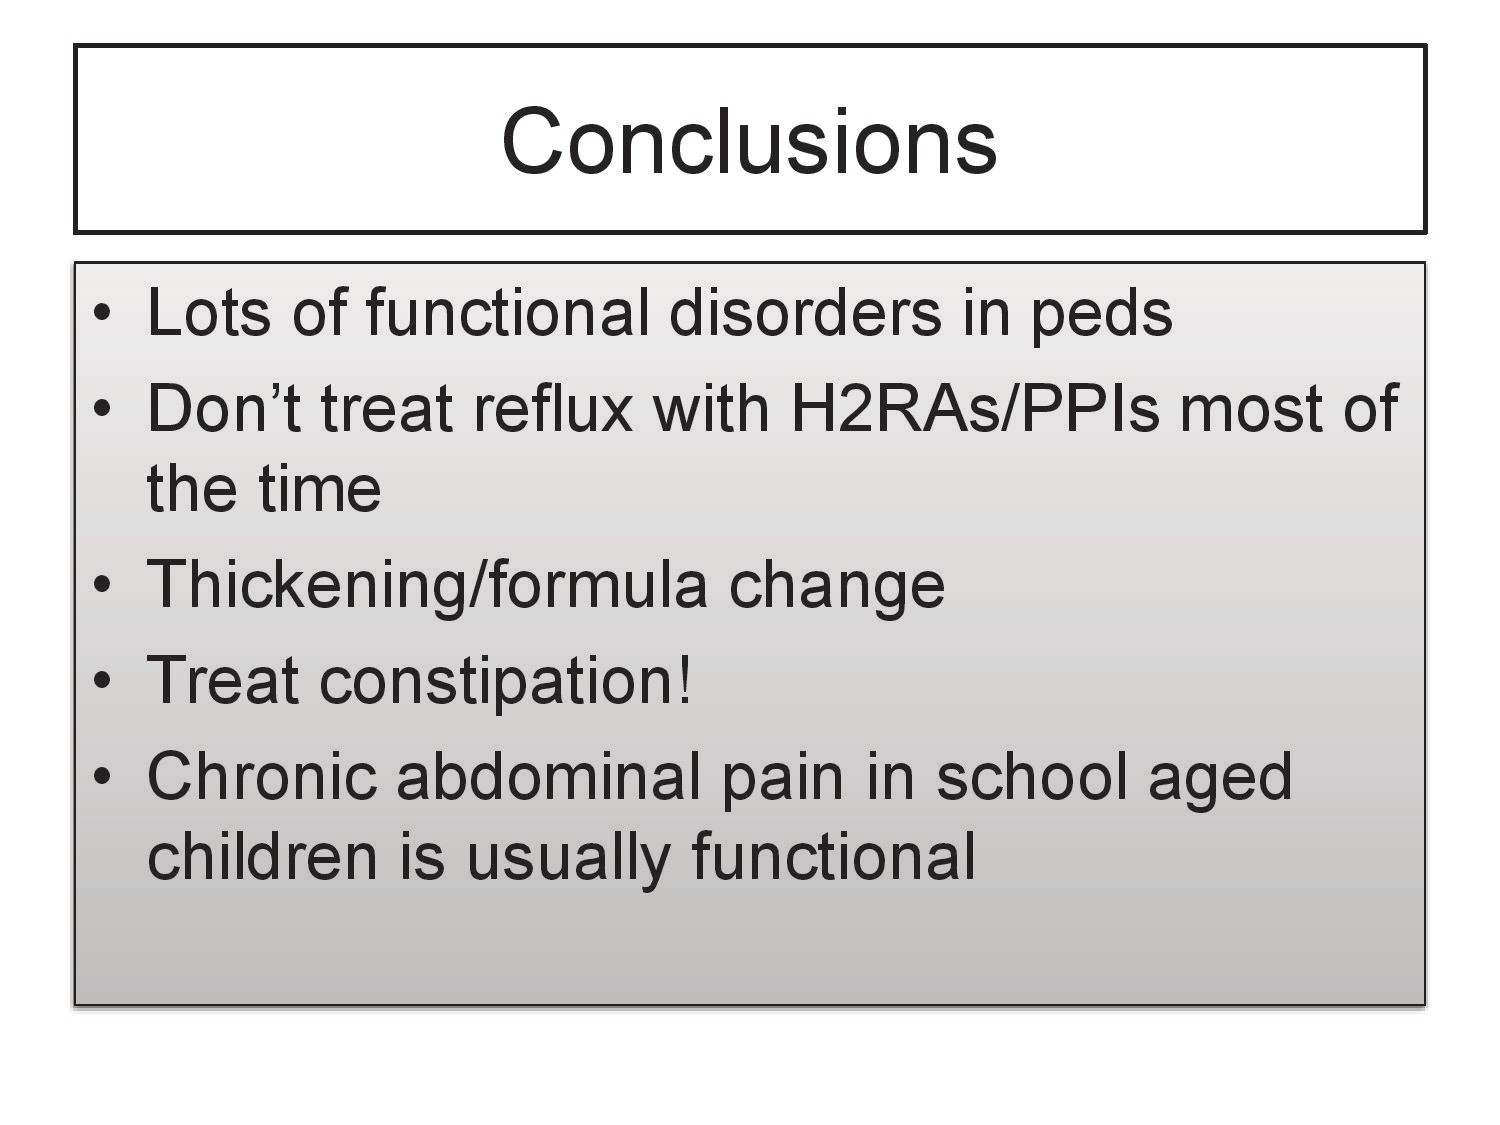 Conclusions
• Lots of functional disorders in peds
• Don’t treat reflux with H2RAs/PPIs most of
the time
• Thickening/formula change
• Treat constipation!
• Chronic abdominal pain in school aged
children is usually functional